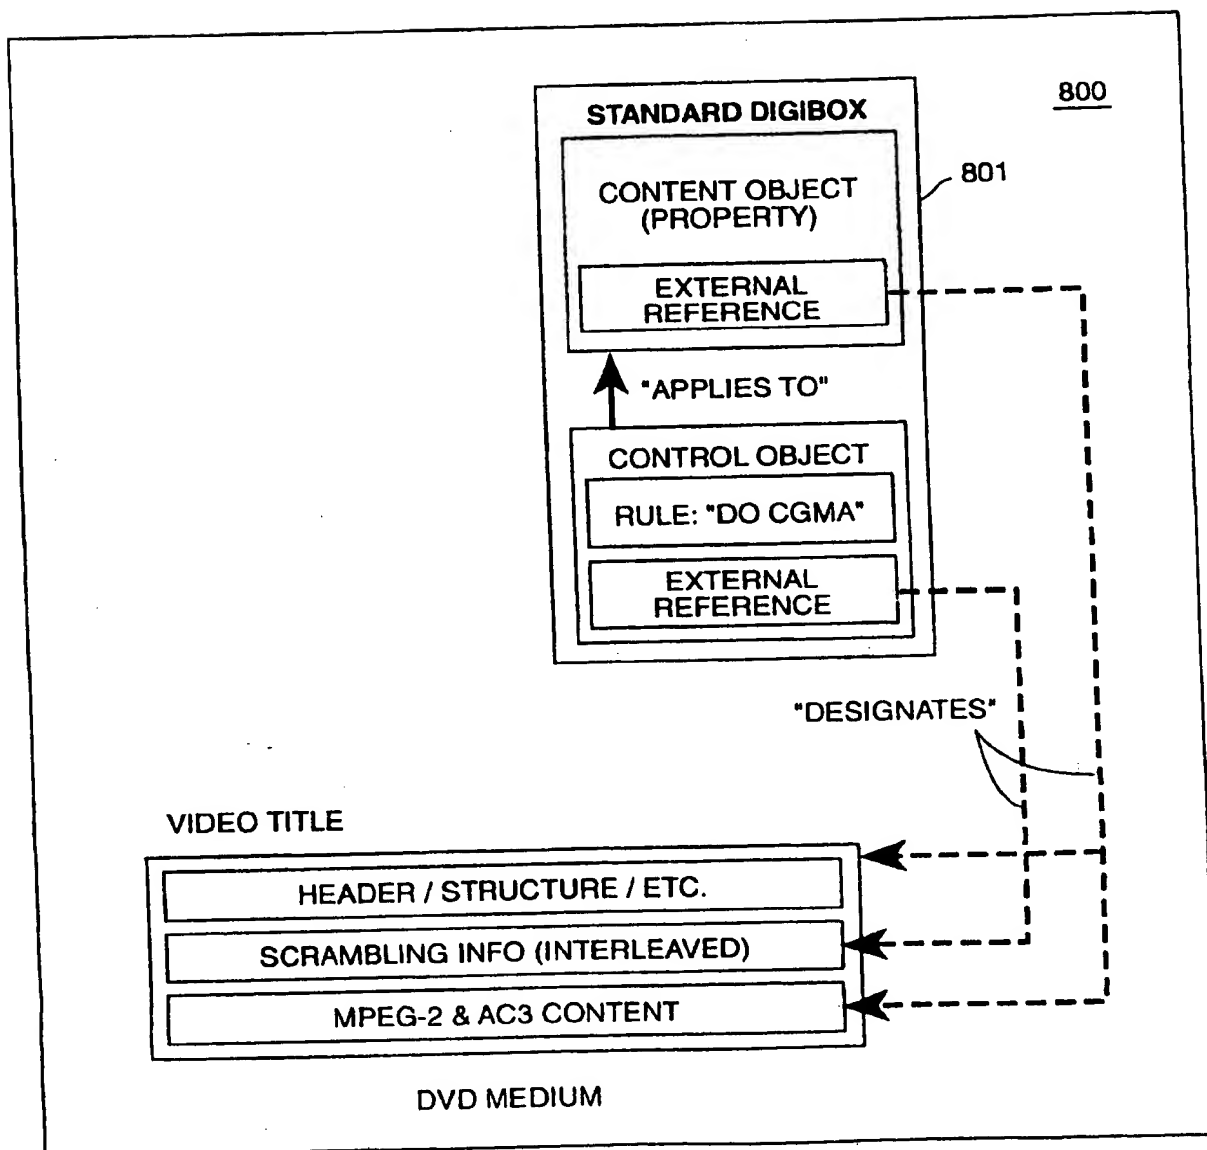 800
STANDARD DIGIBOX
801
CONTENT OBJECT
(PROPERTY)
EXTERNAL
REFERENCE
"APPLIES TO"
CONTROL OBJECT
RULE: "DO CGMA"
EXTERNAL
REFERENCE
"DESIGNATES"
VIDEO TITLE
HEADER / STRUCTURE / ETC.
SCRAMBLING INFO (INTERLEAVED)
MPEG-2 & AC3 CONTENT
DVD MEDIUM